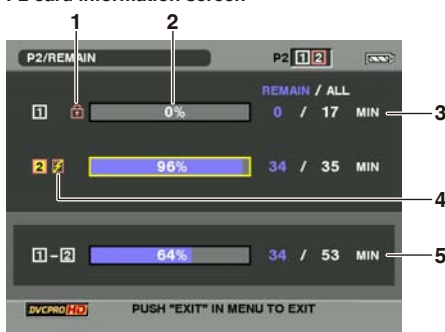 P2 card information screen
1 2
P2/REMAIN P2 1 2
REMAIN / ALL
1 0% 0 / 17 MIN 3
2 96% 34 / 35 MIN
4
1-2 64% 34 / 53 MIN 5
DVCPRO HD PUSH "EXIT" IN MENU TO EXIT